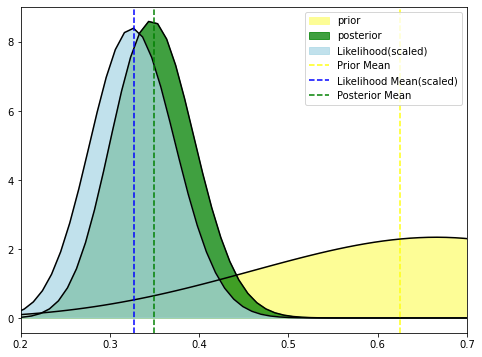 prior
posterior
Likelihood(scaled)
Prior Mean
Likelihood Mean(scaled)
Posterior Mean
8
6
4
2
0
0.2 0.3 0.4 0.5 0.6 0.7